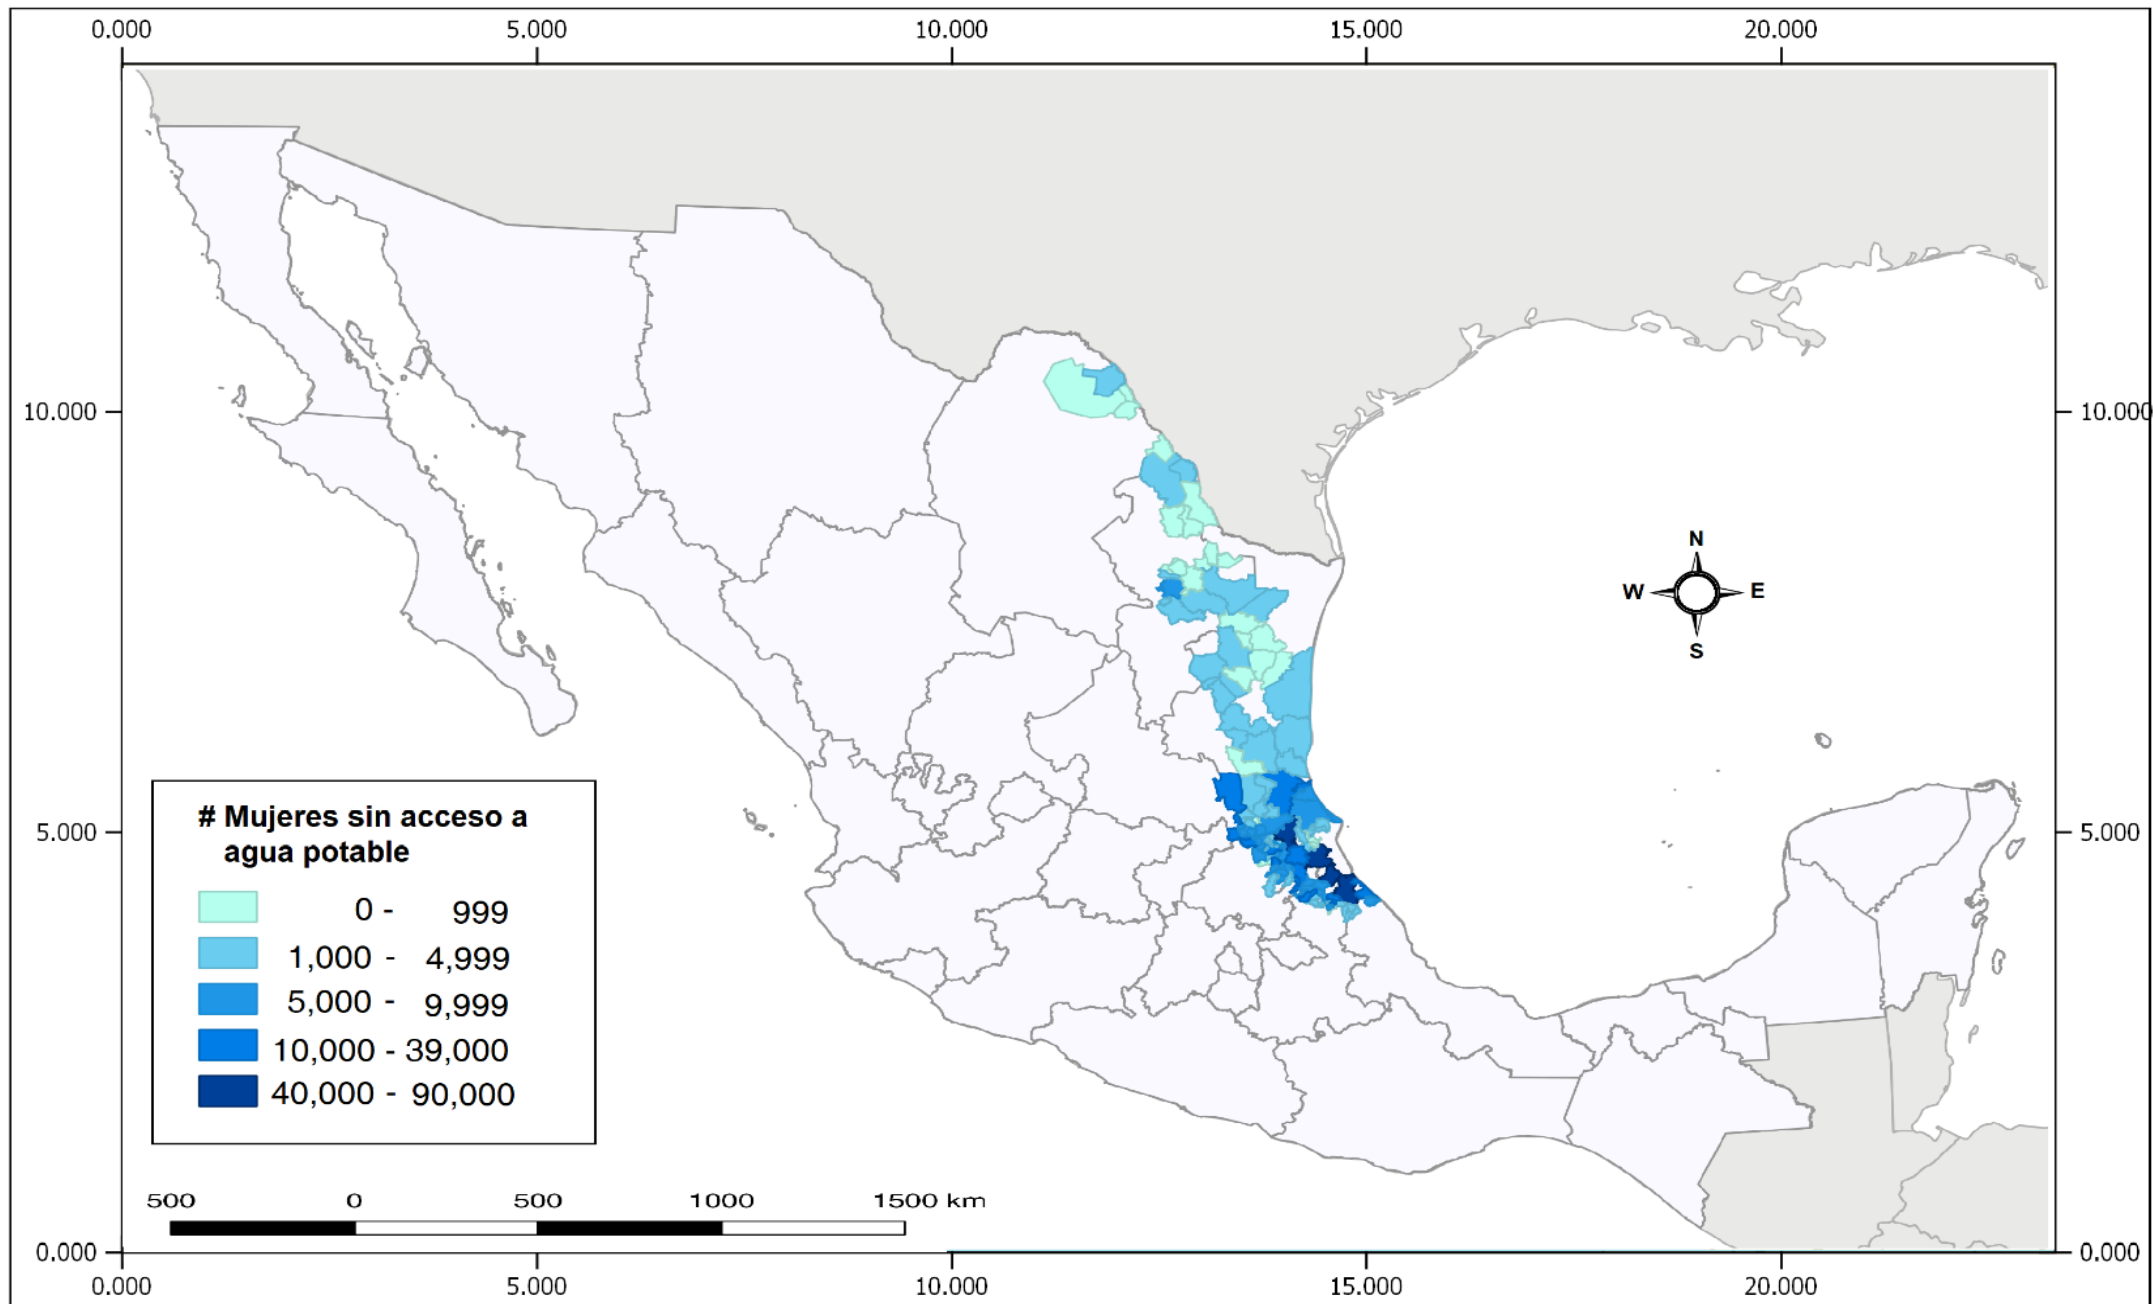 0.000 5.000 10.000 15.000 20.000
10.000 10.000
N
W E
S
# Mujeres sin acceso a
agua potable
5.000 5.000
0 - 999
1,000 - 4,999
5,000 - 9,999
10,000 - 39,000
40,000 - 90,000
500 0 500 1000 1500 km
0.000 0.000
0.000 5.000 10.000 15.000 20.000